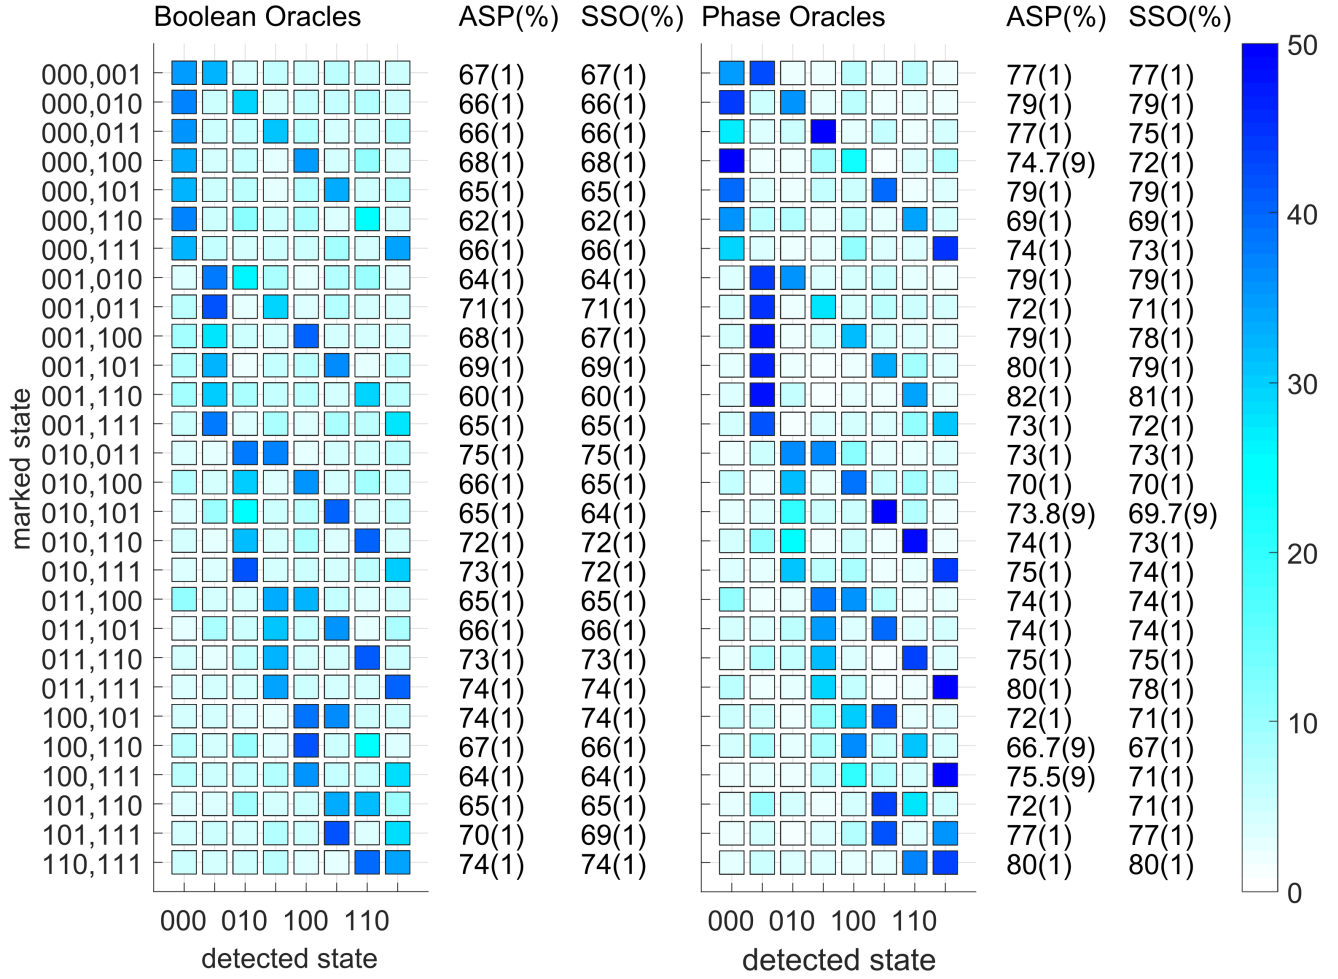 Boolean Oracles ASP(%) SSO(%) Phase Oracles ASP(%) SSO(%)
000,001 67(1) 67(1) 77(1) 77(1)
000,010 66(1) 66(1) 79(1) 79(1)
000,011 66(1) 66(1) 77(1) 75(1)
000,100 68(1) 68(1) 74.7(9) 72(1)
000,101 65(1) 65(1) 79(1) 79(1)
000,110 62(1) 62(1) 69(1) 69(1)
000,111 66(1) 66(1) 74(1) 73(1)
001,010 64(1) 64(1) 79(1) 79(1)
001,011 71(1) 71(1) 72(1) 71(1)
001,100 68(1) 67(1) 79(1) 78(1)
001,101 69(1) 69(1) 80(1) 79(1)
001,110 60(1) 60(1) 82(1) 81(1)
001,111 65(1) 65(1) 73(1) 72(1)
010,011 75(1) 75(1) 73(1) 73(1)
010,100 66(1) 65(1) 70(1) 70(1)
010,101 65(1) 64(1) 73.8(9) 69.7(9)
010,110 72(1) 72(1) 74(1) 73(1)
010,111 73(1) 72(1) 75(1) 74(1)
011,100 65(1) 65(1) 74(1) 74(1)
011,101 66(1) 66(1) 74(1) 74(1)
011,110 73(1) 73(1) 75(1) 75(1)
011,111 74(1) 74(1) 80(1) 78(1)
100,101 74(1) 74(1) 72(1) 71(1)
100,110 67(1) 66(1) 66.7(9) 67(1)
100,111 64(1) 64(1) 75.5(9) 71(1)
101,110 65(1) 65(1) 72(1) 71(1)
101,111 70(1) 69(1) 77(1) 77(1)
110,111 74(1) 74(1) 80(1) 80(1)
marked state
000 010 100 110 000 010 100 110
detected state detected state
50
40
30
20
10
0